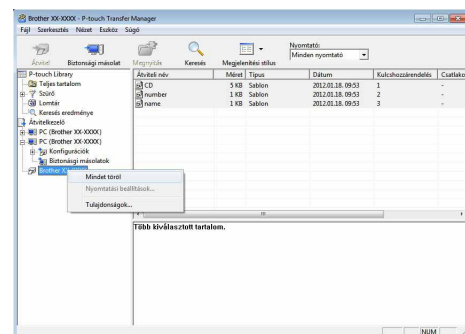 Brother XX-XXXX - P-touch Transfer Manager
Fájl Szerkesztés Nézet Eszköz Súgó
Átvitel Biztonsági másolat Megnyitás Keresés Megjelenítési stílus
Nyomtató:
Minden nyomtató
P-touch Library
Teljes tartalom
Szűrő
Lomtár
Keresés eredménye
Átvitelkezelő
PC (Brother XX-XXXX)
PC (Brother XX-XXXX)
Konfigurációk
Biztonsági másolatok
Brother XX-XXXX
Átviteli név Méret Típus Dátum Kulcshozzárendelés Csatlako
CD 5 KB Sablon 2012.01.18. 09:53 1 -
number 1 KB Sablon 2012.01.18. 09:53 2 -
name 1 KB Sablon 2012.01.18. 09:53 3 -
Mindet töröl
Nyomtatási beállítások...
Tulajdonságok...
Több kiválasztott tartalom.
NUM